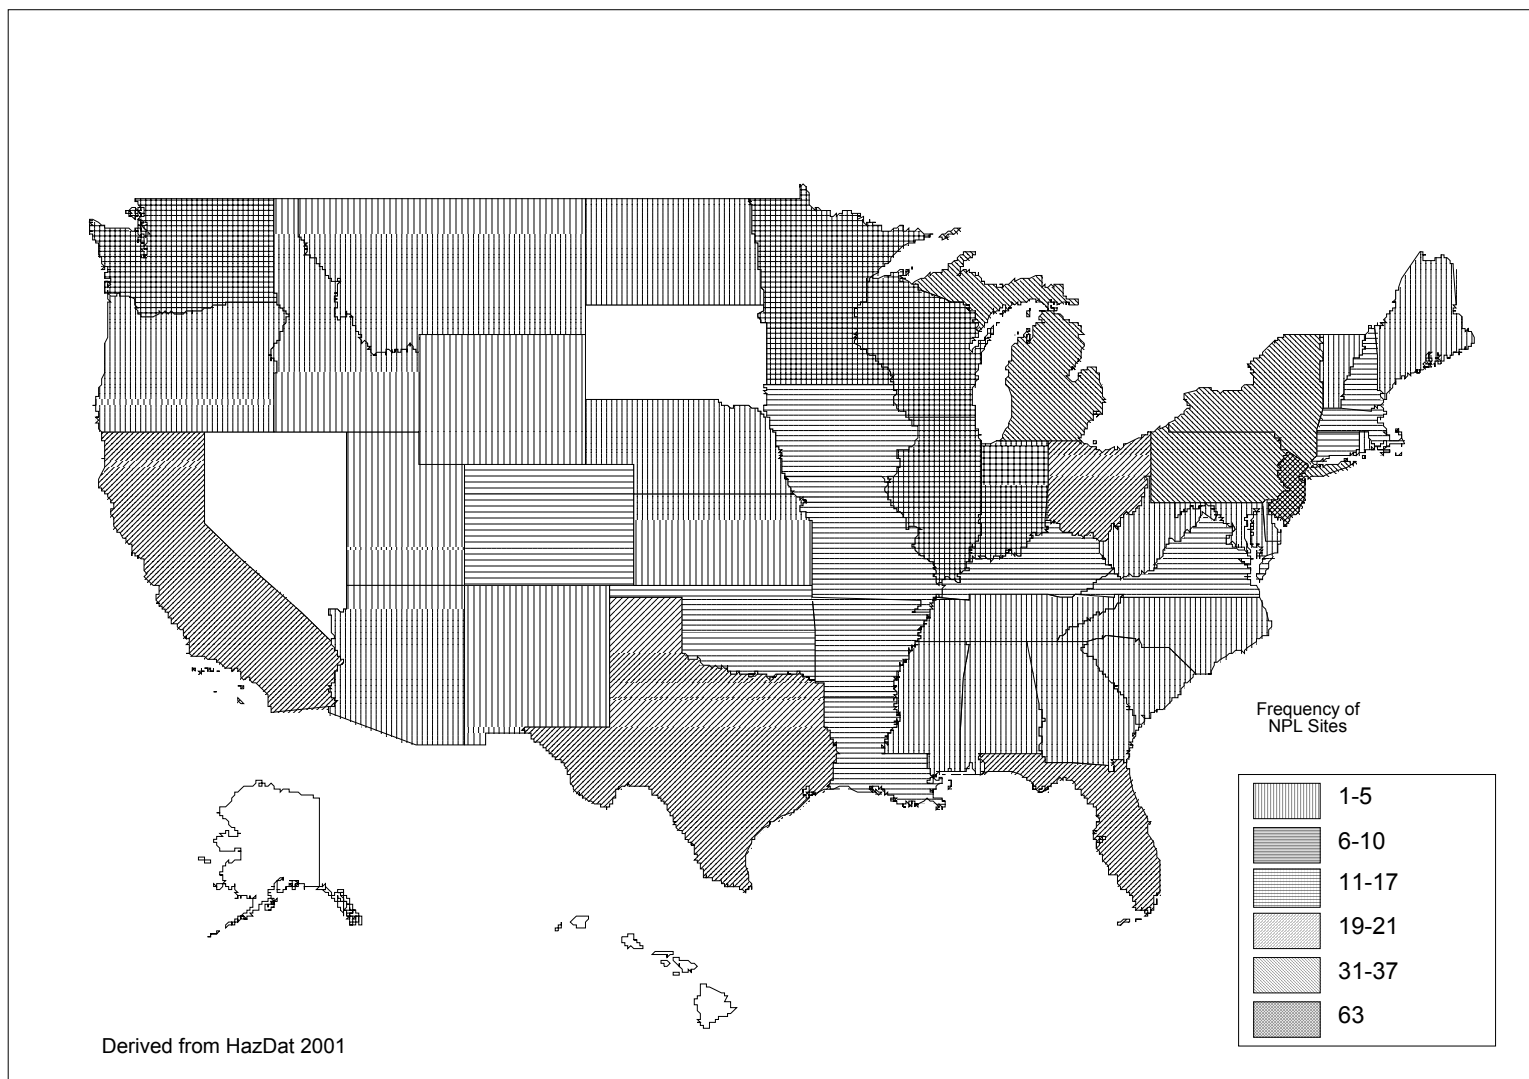 Frequency of
NPL Sites
1-5
6-10
11-17
19-21
31-37
63
Derived from HazDat 2001